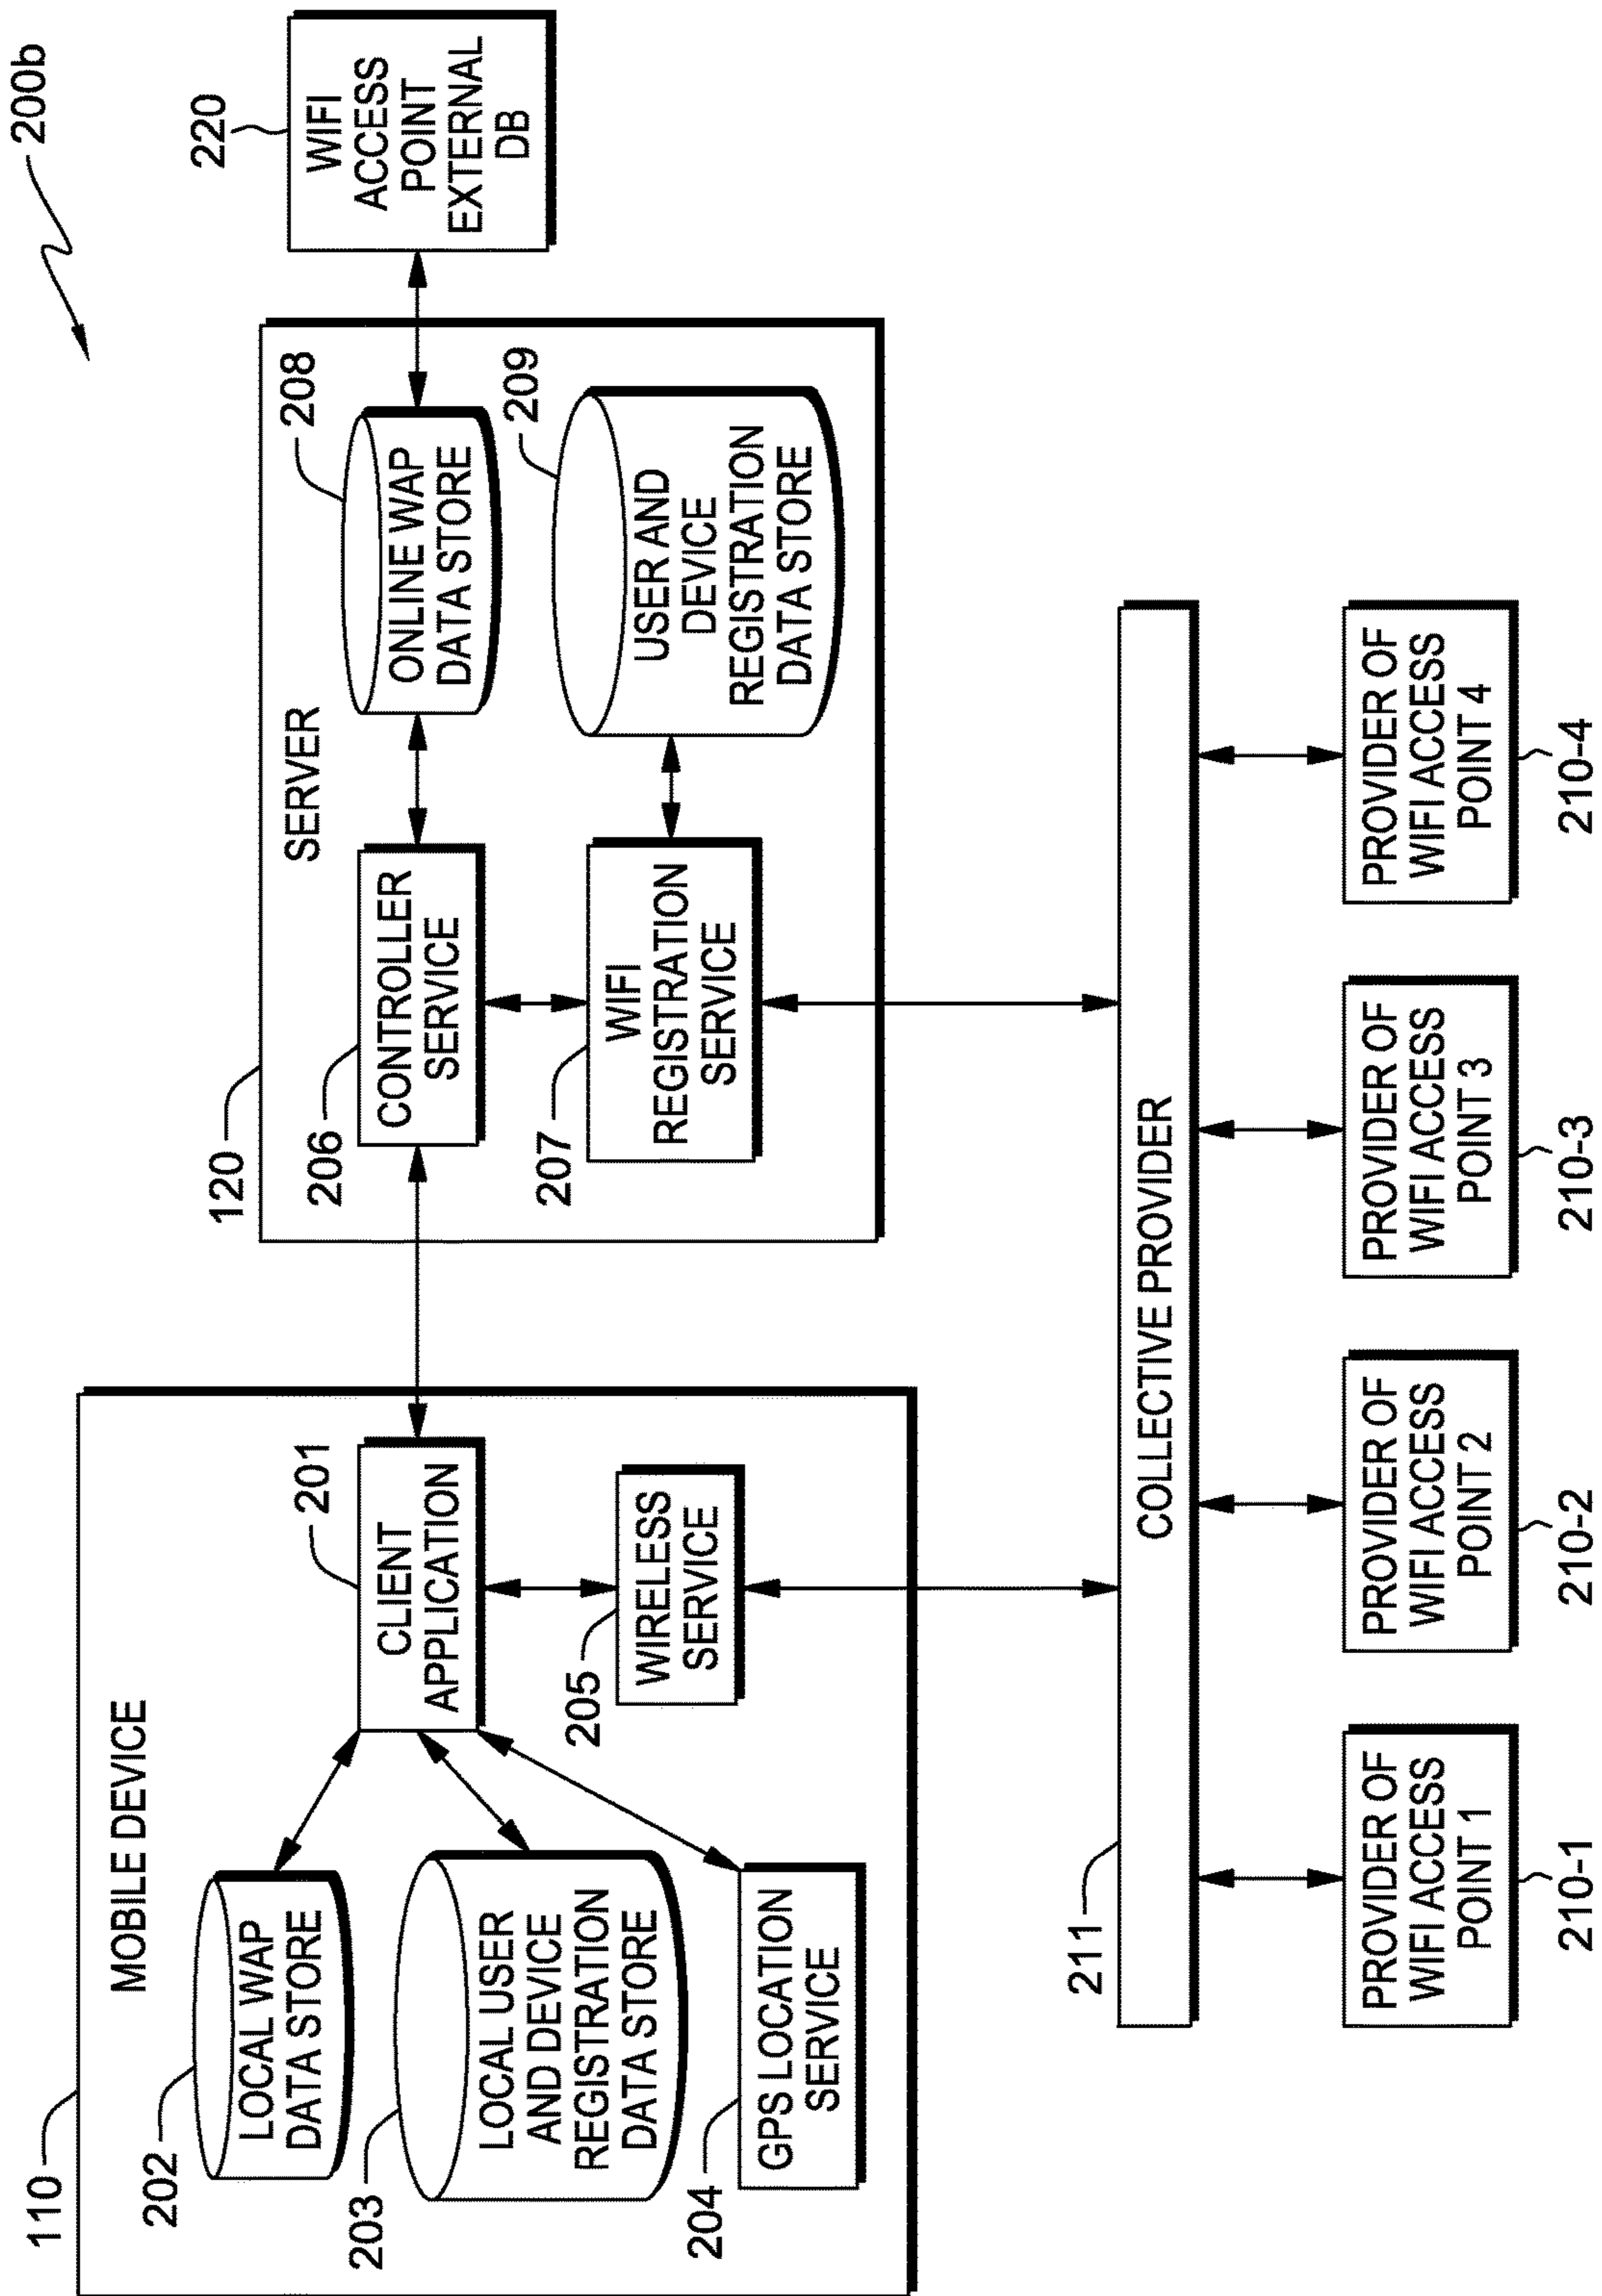 200b
110
MOBILE DEVICE
202
LOCAL WAP
DATA STORE
203
LOCAL USER
AND DEVICE
REGISTRATION
DATA STORE
204
GPS LOCATION
SERVICE
201
CLIENT
APPLICATION
205
WIRELESS
SERVICE
120
SERVER
206
CONTROLLER
SERVICE
207
WIFI
REGISTRATION
SERVICE
208
ONLINE WAP
DATA STORE
209
USER AND
DEVICE
REGISTRATION
DATA STORE
220
WIFI
ACCESS
POINT
EXTERNAL
DB
211
COLLECTIVE PROVIDER
PROVIDER OF
WIFI ACCESS
POINT 1
210-1
PROVIDER OF
WIFI ACCESS
POINT 2
210-2
PROVIDER OF
WIFI ACCESS
POINT 3
210-3
PROVIDER OF
WIFI ACCESS
POINT 4
210-4